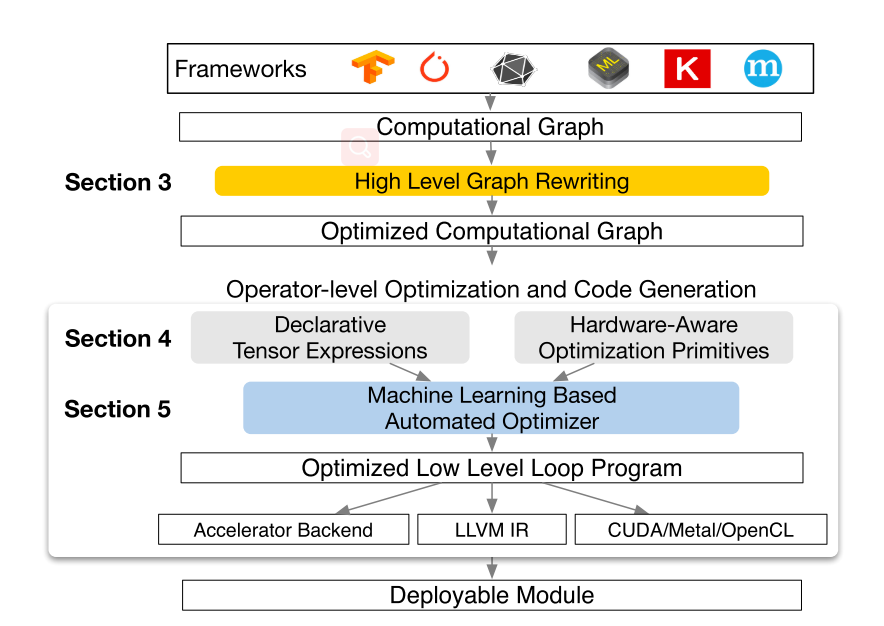 Frameworks
ML
K
m
Computational Graph
Section 3
High Level Graph Rewriting
Optimized Computational Graph
Operator-level Optimization and Code Generation
Section 4
Declarative
Tensor Expressions
Hardware-Aware
Optimization Primitives
Section 5
Machine Learning Based
Automated Optimizer
Optimized Low Level Loop Program
Accelerator Backend
LLVM IR
CUDA/Metal/OpenCL
Deployable Module